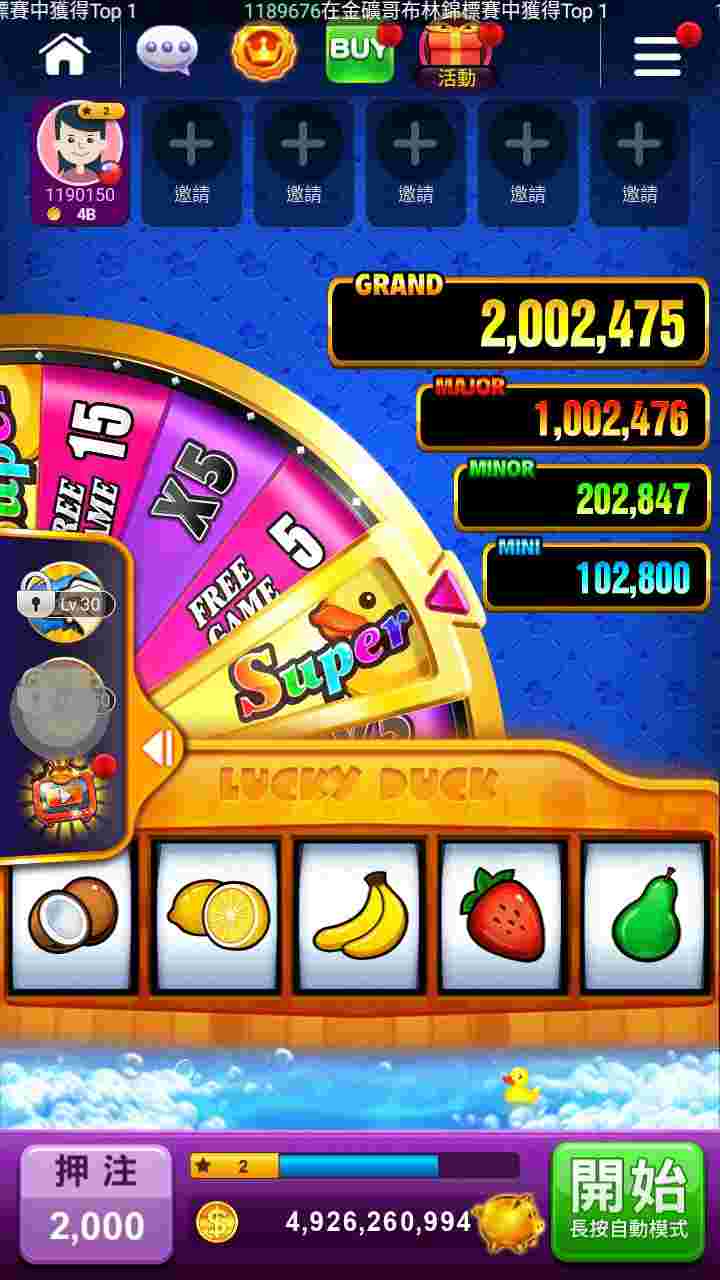 標賽中獲得Top 1
1189676在金礦哥布林錦標賽中獲得Top 1
BUY
活動
2
1190150
4B
邀請
邀請
邀請
邀請
邀請
GRAND
2,002,475
MAJOR
1,002,476
MINOR
202,847
MINI
102,800
15
X5
FREE GAME
5
Super
Lv 30
LUCKY DUCK
押注
2,000
2
4,926,260,994
開始
長按自動模式